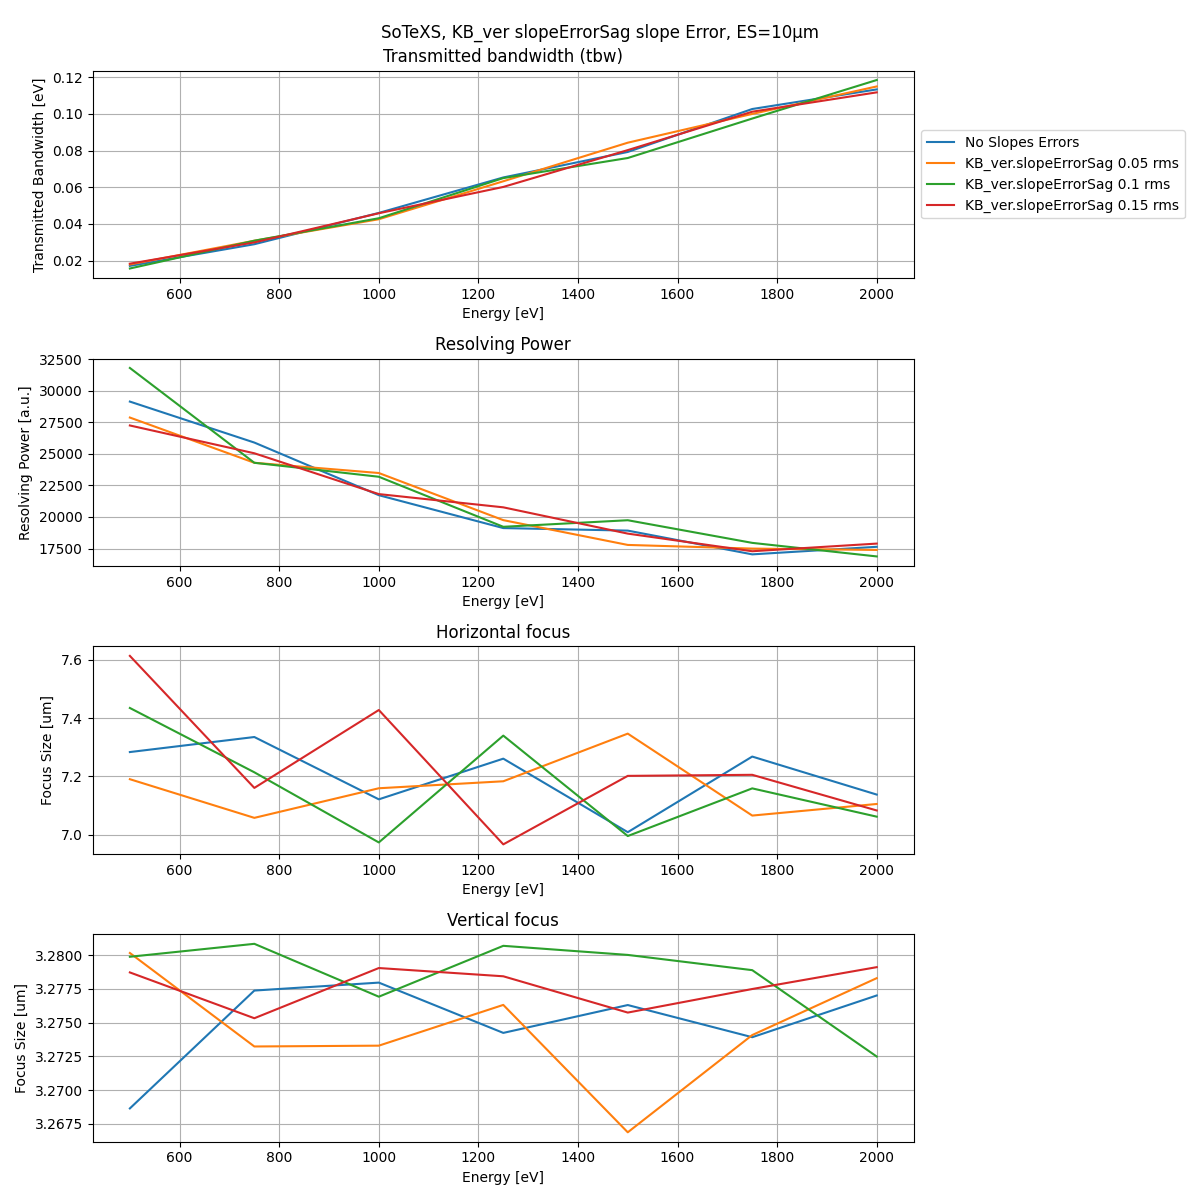 SoTeXS, KB_ver slopeErrorSag slope Error, ES=10μm
Transmitted bandwidth (tbw)
Transmitted Bandwidth [eV]
0.12
0.10
0.08
0.06
0.04
0.02
600 800 1000 1200 1400 1600 1800 2000
Energy [eV]
No Slopes Errors
KB_ver.slopeErrorSag 0.05 rms
KB_ver.slopeErrorSag 0.1 rms
KB_ver.slopeErrorSag 0.15 rms
Resolving Power
Resolving Power [a.u.]
32500
30000
27500
25000
22500
20000
17500
600 800 1000 1200 1400 1600 1800 2000
Energy [eV]
Horizontal focus
Focus Size [um]
7.6
7.4
7.2
7.0
600 800 1000 1200 1400 1600 1800 2000
Energy [eV]
Vertical focus
Focus Size [um]
3.2800
3.2775
3.2750
3.2725
3.2700
3.2675
600 800 1000 1200 1400 1600 1800 2000
Energy [eV]